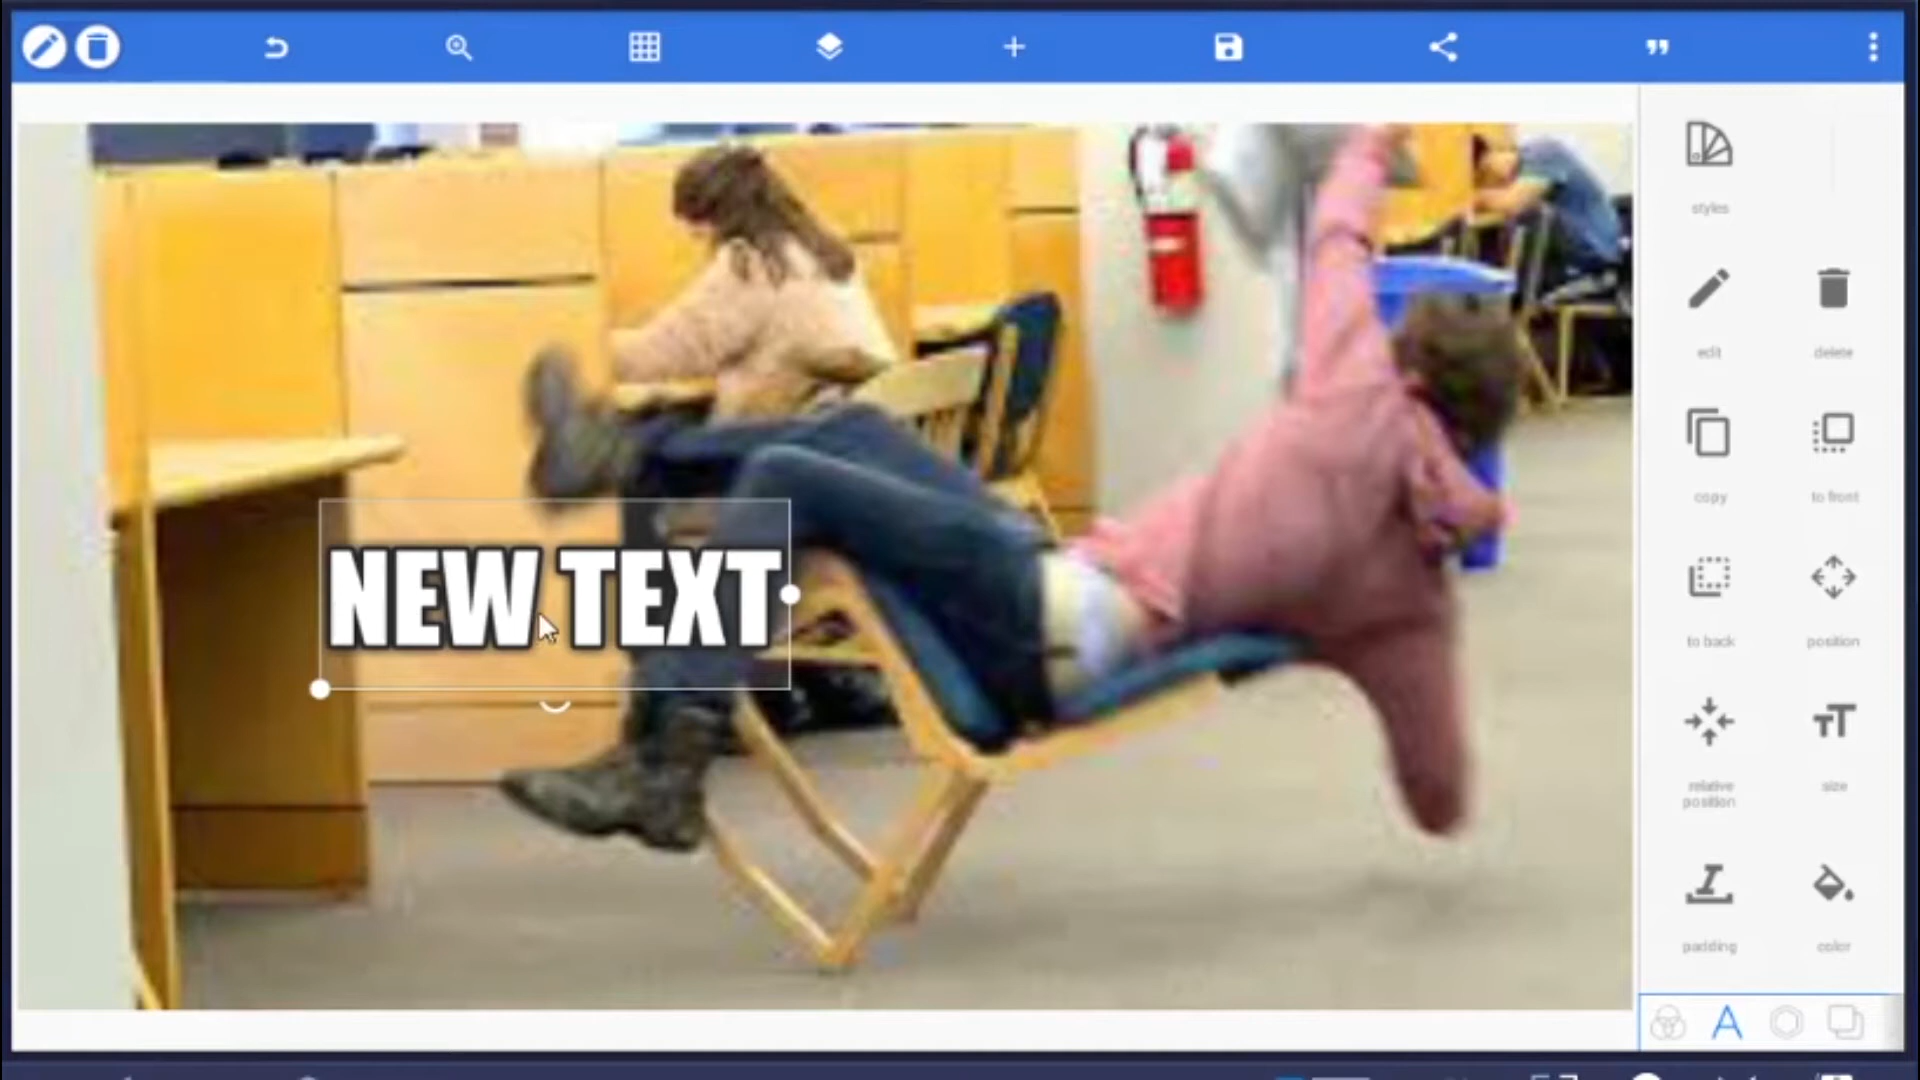 styles
edit
delete
NEW TEXT
copy
to front
to back
position
relative
position
size
padding
color